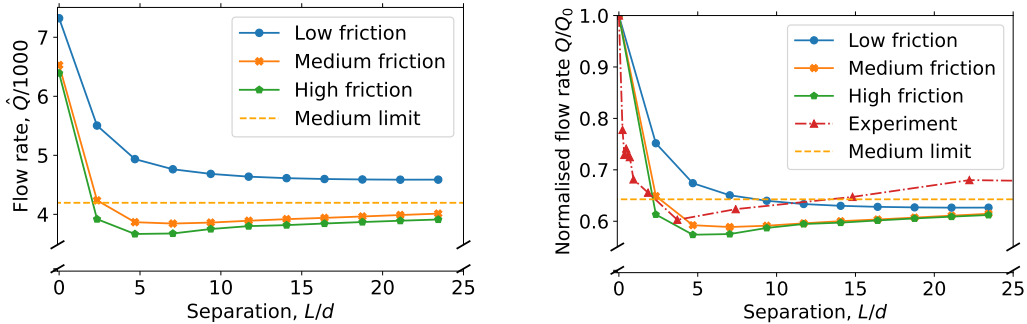 Flow rate, Q̂/1000
7
6
5
4
Low friction
Medium friction
High friction
Medium limit
0 5 10 15 20 25
Separation, L/d
Normalised flow rate Q/Q₀
1.0
0.9
0.8
0.7
0.6
Low friction
Medium friction
High friction
Experiment
Medium limit
0 5 10 15 20 25
Separation, L/d